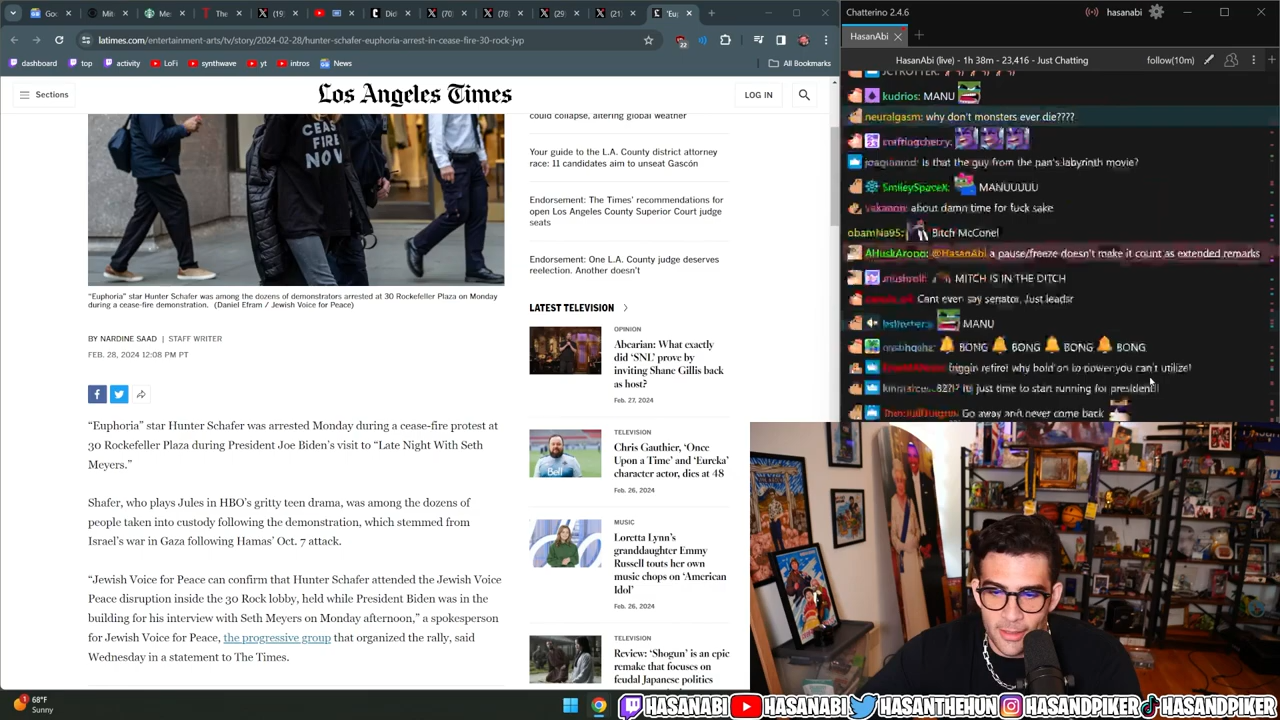 Chatterino 2.4.6
hasanabi
latimes.com/entertainment-arts/tv/story/2024-02-28/hunter-schafer-euphoria-arrest-in-cease-fire-30-rock-jvp
22
dashboard
top
activity
LoFi
synthwave
yt
intros
News
All Bookmarks
HasanAbi
HasanAbi (live) - 1h 38m - 23,416 - Just Chatting
follow(10m)
Sections
Los Angeles Times
LOG IN
CEASE
FIRE
NOW
could collapse, altering global weather
Your guide to the L.A. County district attorney
race: 11 candidates aim to unseat Gascón
Endorsement: The Times' recommendations for
open Los Angeles County Superior Court judge
seats
Endorsement: One L.A. County judge deserves
reelection. Another doesn't
“Euphoria” star Hunter Schafer was among the dozens of demonstrators arrested at 30 Rockefeller Plaza on Monday
during a cease-fire demonstration. (Daniel Efram / Jewish Voice for Peace)
BY NARDINE SAAD | STAFF WRITER
FEB. 28, 2024 12:08 PM PT
“Euphoria” star Hunter Schafer was arrested Monday during a cease-fire protest at
30 Rockefeller Plaza during President Joe Biden’s visit to “Late Night With Seth
Meyers.”
Shafer, who plays Jules in HBO’s gritty teen drama, was among the dozens of
people taken into custody following the demonstration, which stemmed from
Israel’s war in Gaza following Hamas’ Oct. 7 attack.
“Jewish Voice for Peace can confirm that Hunter Schafer attended the Jewish Voice
Peace disruption inside the 30 Rock lobby, held while President Biden was in the
building for his interview with Seth Meyers on Monday afternoon,” a spokesperson
for Jewish Voice for Peace, the progressive group that organized the rally, said
Wednesday in a statement to The Times.
LATEST TELEVISION
OPINION
Abcarian: What exactly
did ‘SNL’ prove by
inviting Shane Gillis back
as host?
Feb. 27, 2024
TELEVISION
Chris Gauthier, ‘Once
Upon a Time’ and ‘Eureka’
character actor, dies at 48
Feb. 26, 2024
Bell
MUSIC
Loretta Lynn’s
granddaughter Emmy
Russell touts her own
music chops on ‘American
Idol’
Feb. 26, 2024
TELEVISION
Review: ‘Shogun’ is an epic
remake that focuses on
feudal Japanese politics
kudrios: MANU
neuralgasm: why don't monsters ever die????
is that the guy from the pan's labyrinth movie?
SmileySpaceX: MANUUUUU
about damn time for fuck sake
obamNa95: Bitch McConel
AHuskArono: @HasanAbi a pause/freeze doesn't make it count as extended remarks
MITCH IS IN THE DITCH
Cant ever say senator, Just leadsr
MANU
BONG BONG BONG BONG
friggin retire! why hold on to power you can't utilize!
82?? it's just time to start running for president!
Go away and never come back
68°F
Sunny
HASANABI HASANABI HASANTHEHUN HASANDPIKER HASANDPIKER